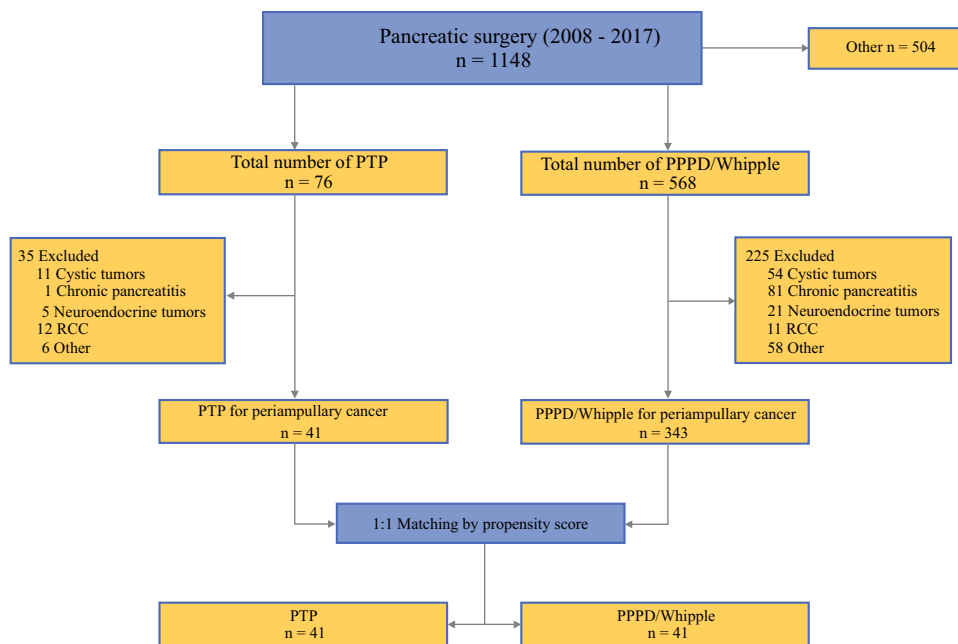 Pancreatic surgery (2008 - 2017)
n = 1148
Other n = 504
Total number of PTP
n = 76
Total number of PPPD/Whipple
n = 568
35 Excluded
11 Cystic tumors
1 Chronic pancreatitis
5 Neuroendocrine tumors
12 RCC
6 Other
225 Excluded
54 Cystic tumors
81 Chronic pancreatitis
21 Neuroendocrine tumors
11 RCC
58 Other
PTP for periampullary cancer
n = 41
PPPD/Whipple for periampullary cancer
n = 343
1:1 Matching by propensity score
PTP
n = 41
PPPD/Whipple
n = 41